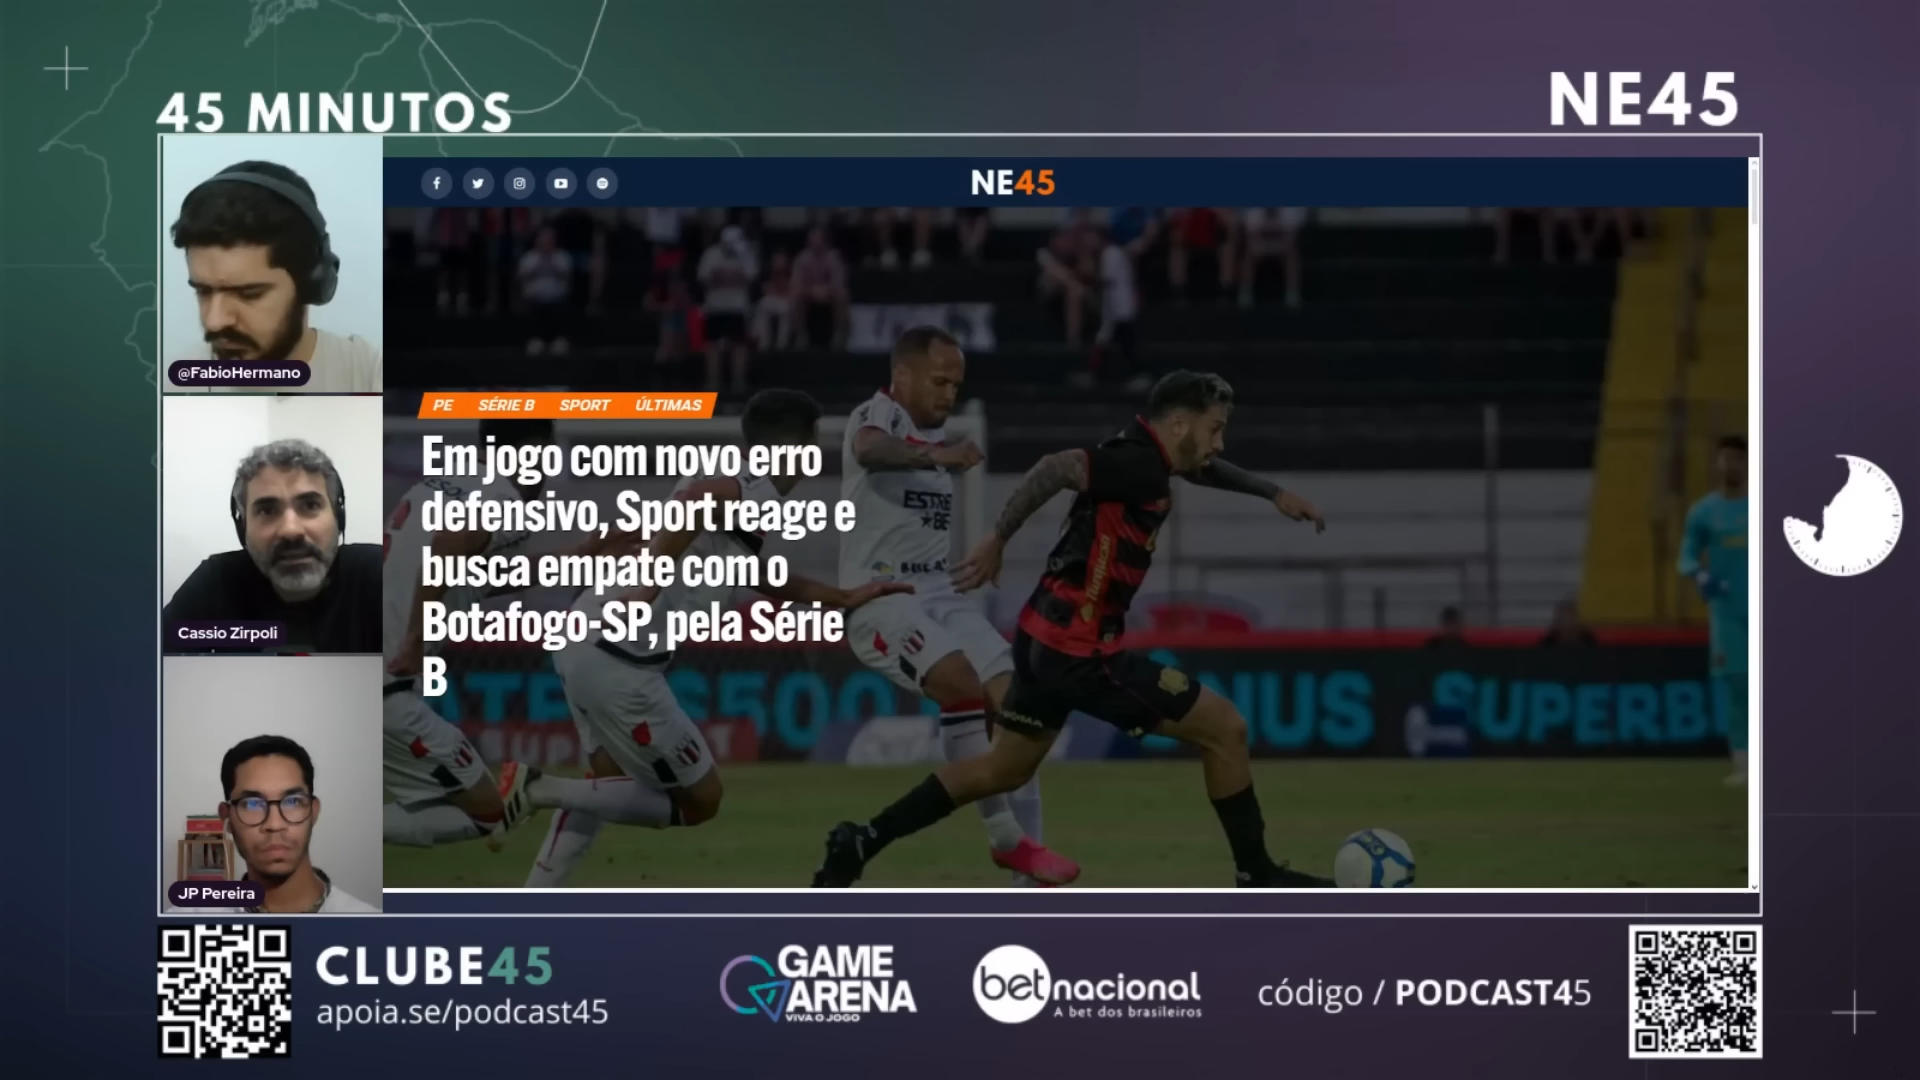 45 MINUTOS
NE45
NE45
@FabioHermano
PE SÉRIE B SPORT ÚLTIMAS
Em jogo com novo erro
defensivo, Sport reage e
busca empate com o
Botafogo-SP, pela Série
B
Cassio Zirpoli
JP Pereira
CLUBE45
apoia.se/podcast45
GAME
ARENA
VIVA O JOGO
betnacional
A bet dos brasileiros
código / PODCAST45